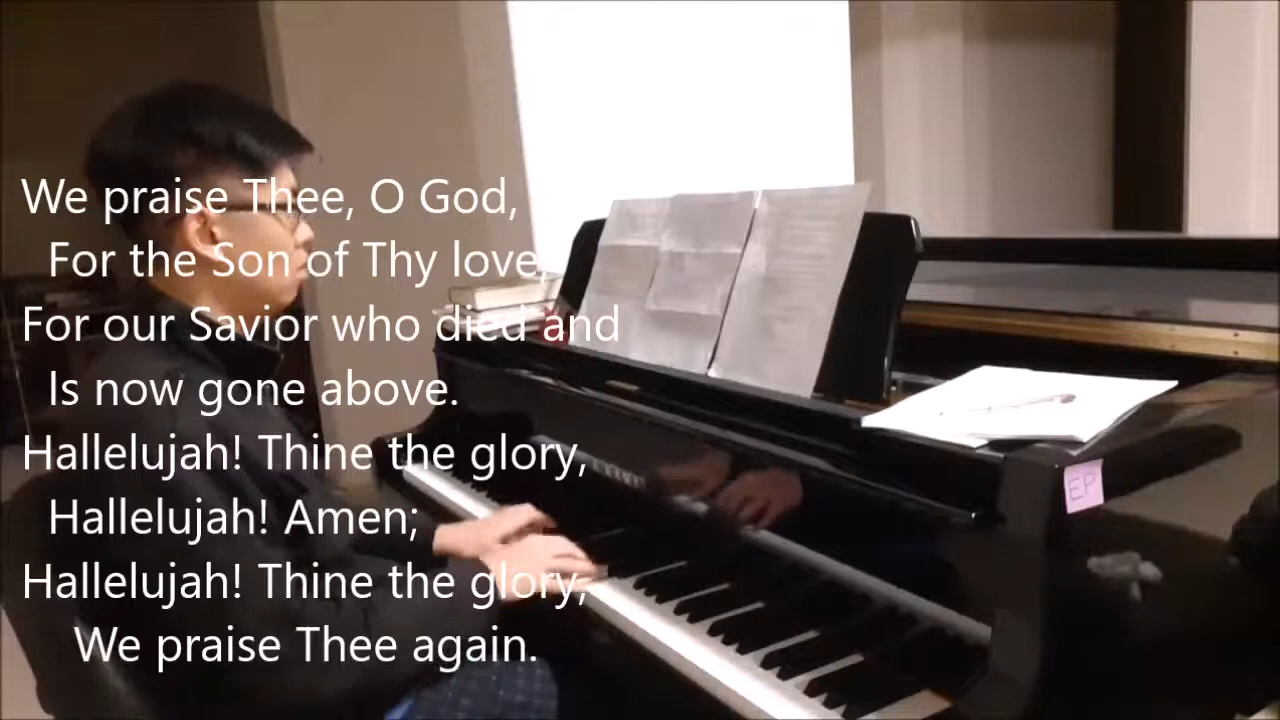 We praise Thee, O God,
For the Son of Thy love,
For our Savior who died and
Is now gone above.
Hallelujah! Thine the glory,
Hallelujah! Amen;
Hallelujah! Thine the glory,
We praise Thee again.
EP